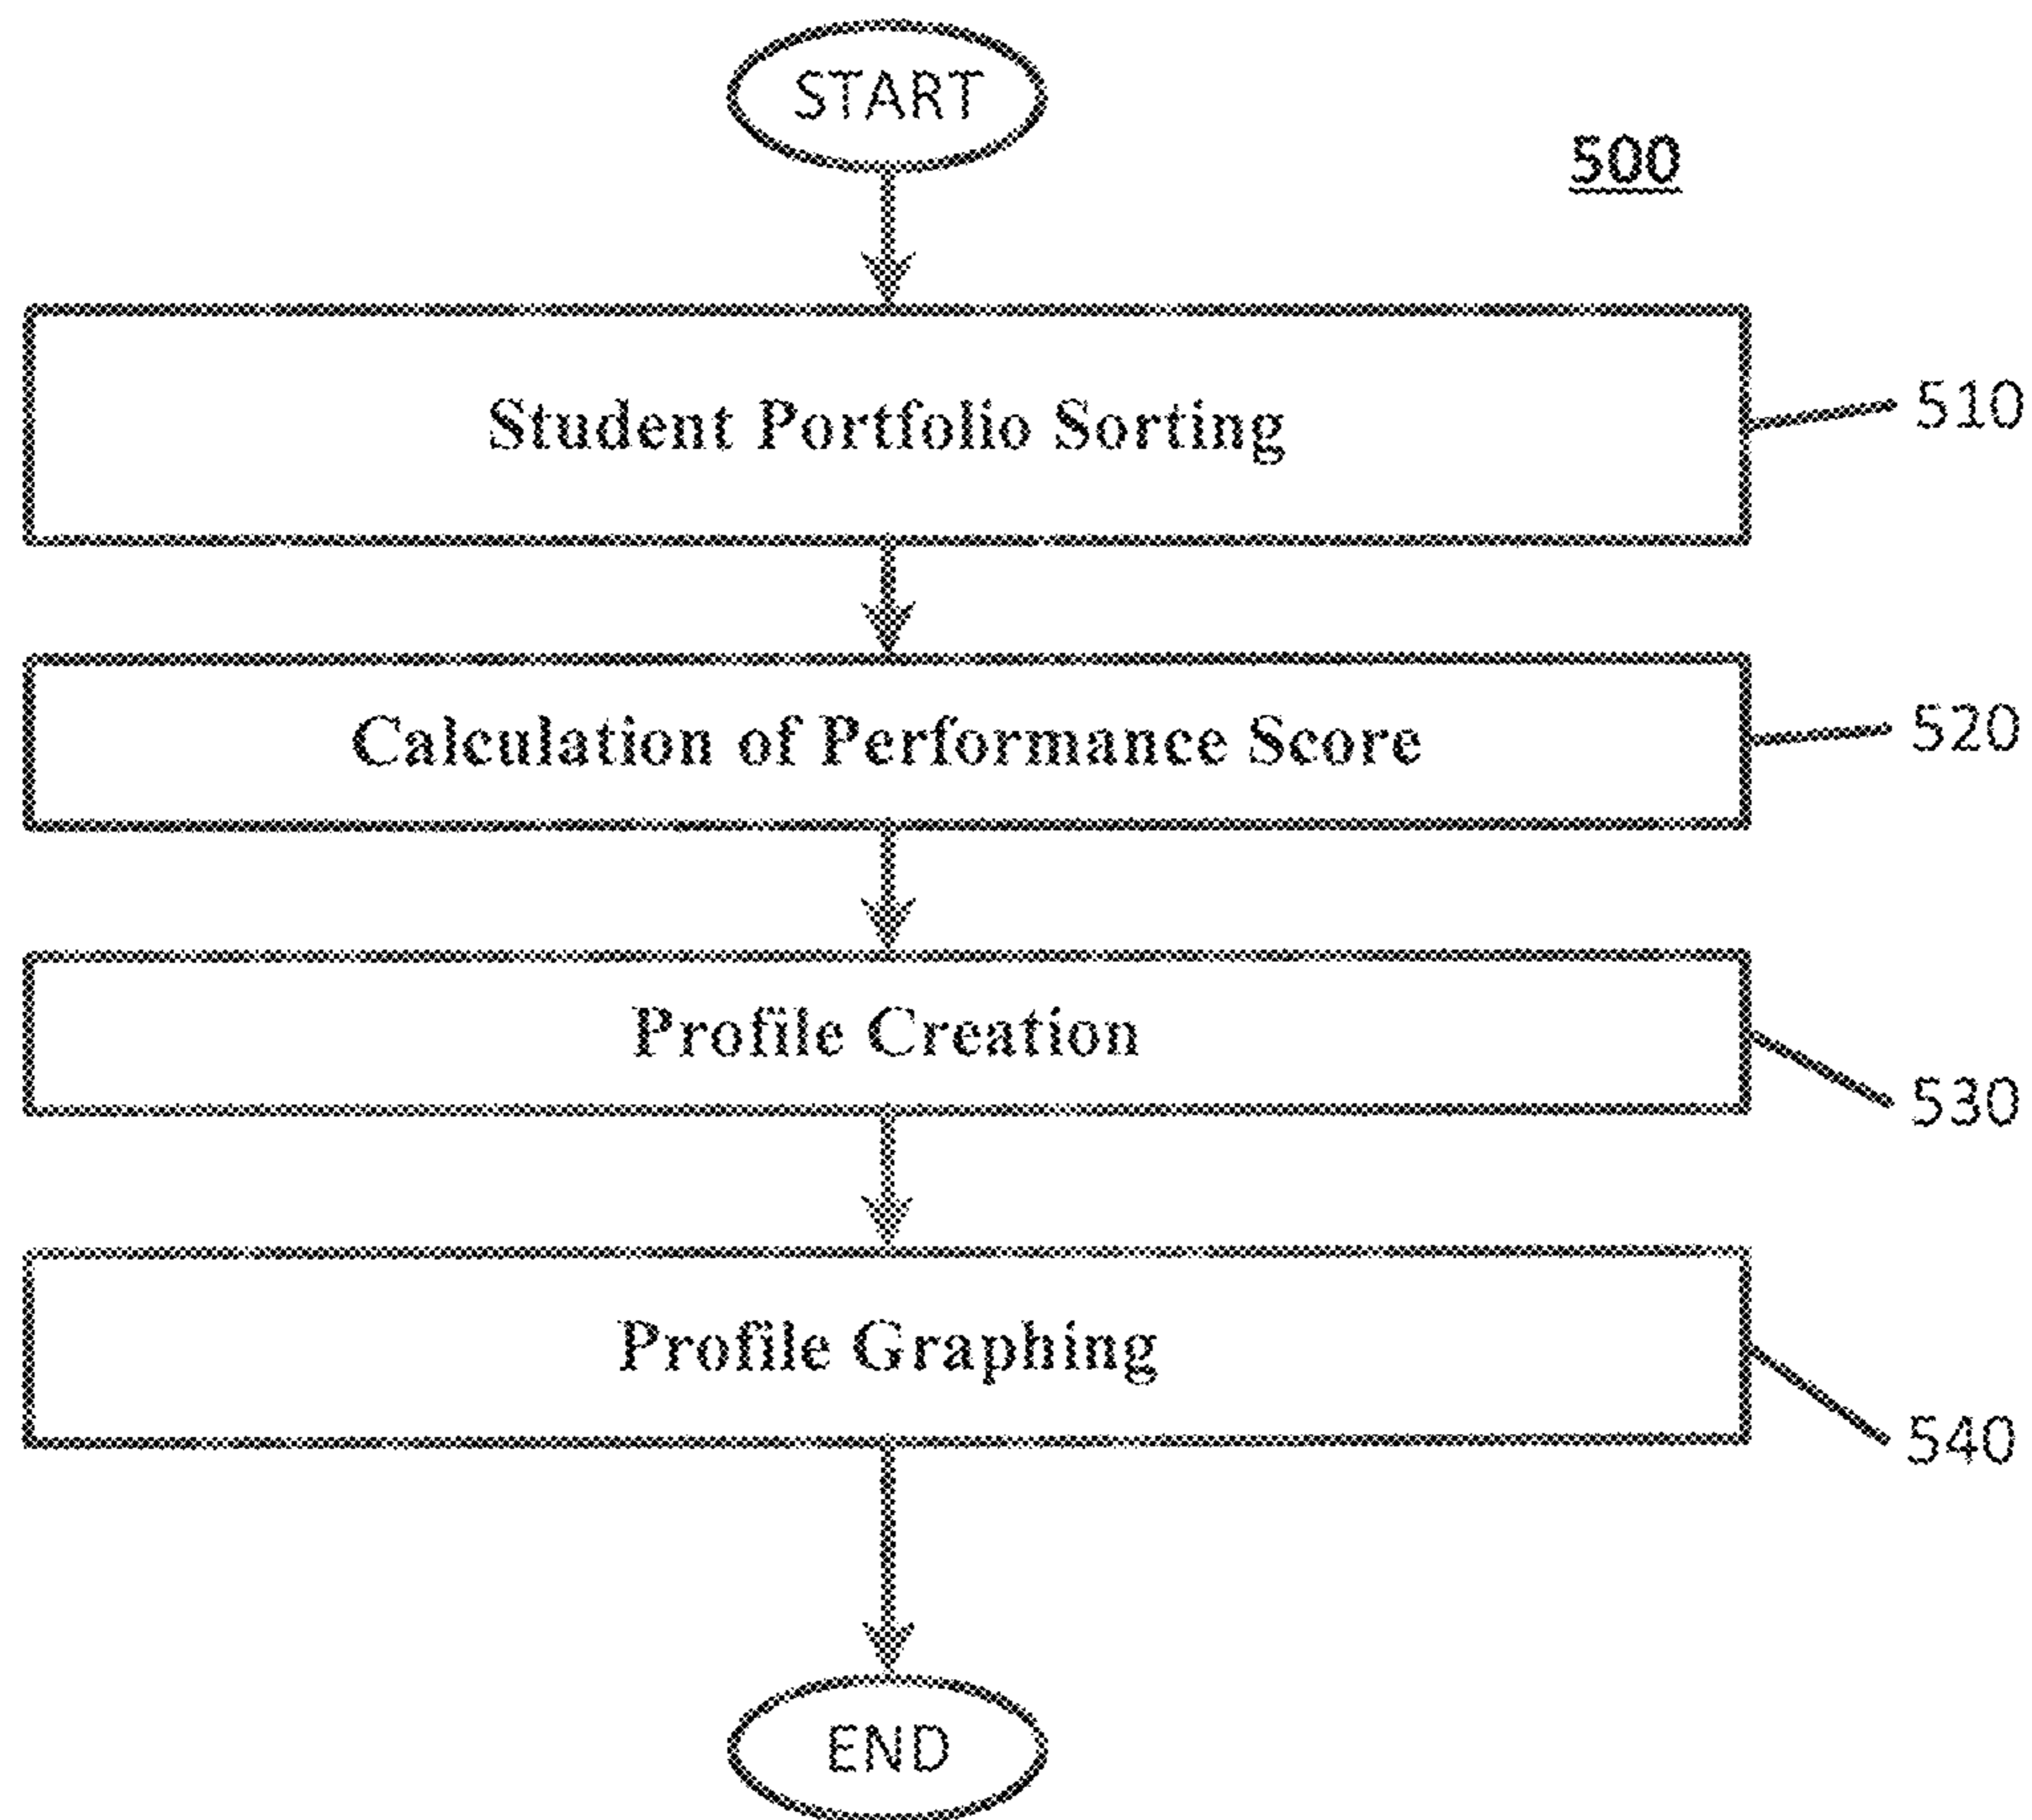 START
500
Student Portfolio Sorting
510
Calculation of Performance Score
520
Profile Creation
530
Profile Graphing
540
END